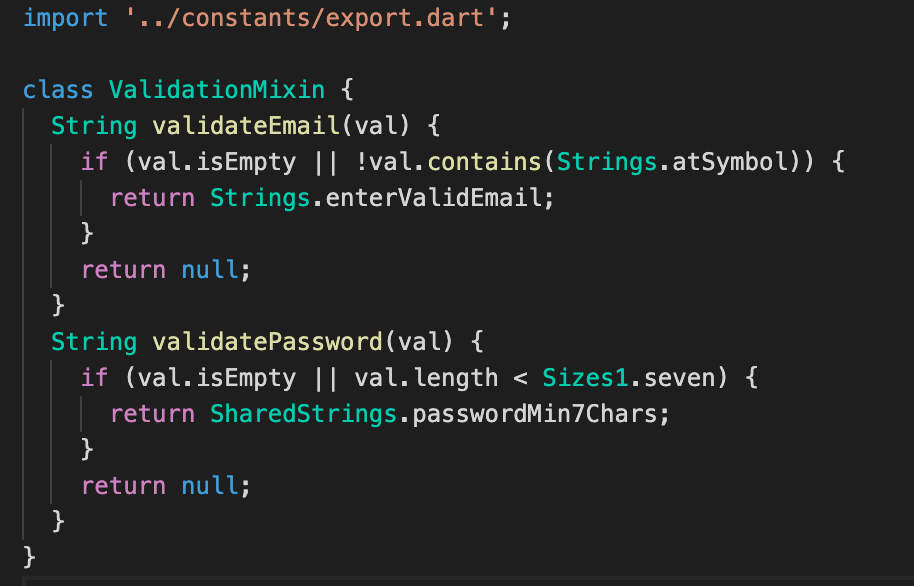 import '../constants/export.dart';
class ValidationMixin {
String validateEmail(val) {
if (val.isEmpty || !val.contains(Strings.atSymbol)) {
return Strings.enterValidEmail;
}
return null;
}
String validatePassword(val) {
if (val.isEmpty || val.length < Sizes1.seven) {
return SharedStrings.passwordMin7Chars;
}
return null;
}
}